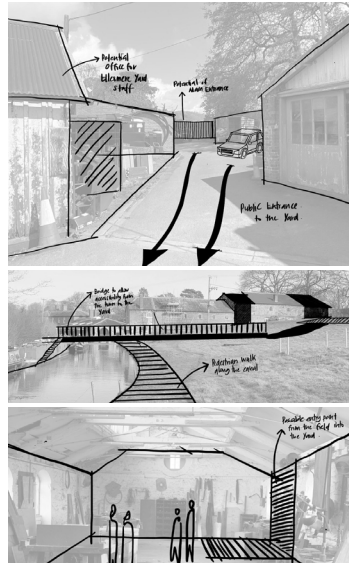 Potential
Office for
Ellesmere Yard
staff
Potential of
Main Entrance
Public Entrance
to the Yard
Bridge to allow
accessibility from
the town to the
Yard
Pedestrian walk
along the canal
Possible entry point
from the field into
the Yard